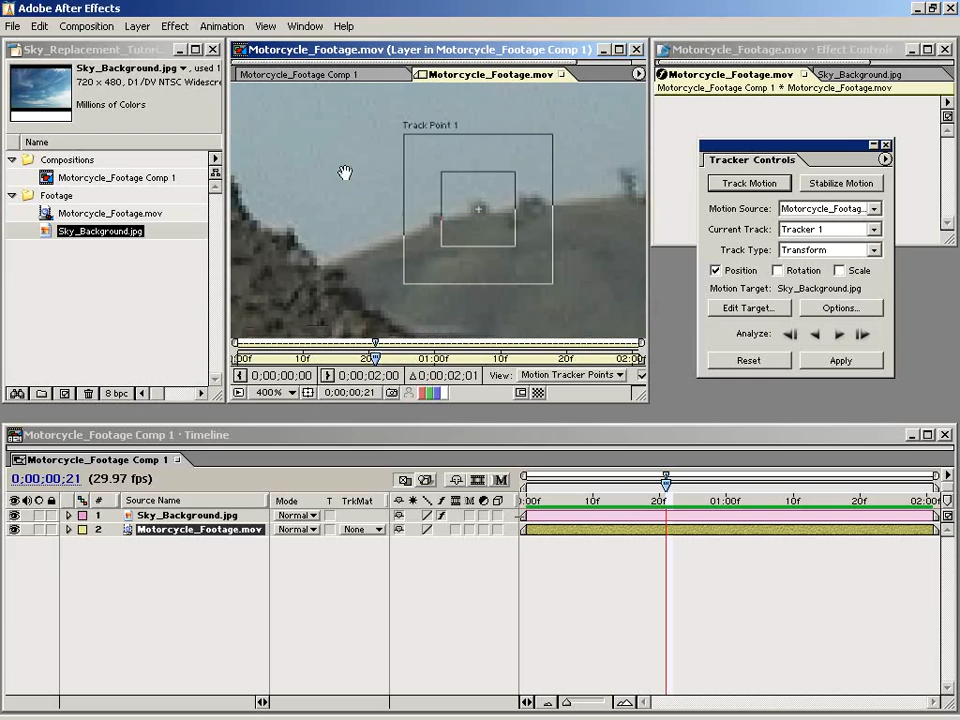 Adobe After Effects
File Edit Composition Layer Effect Animation View Window Help
Sky_Replacement_Tutori
Sky_Background.jpg , used 1
720 x 480, D1/DV NTSC Widescre
Millions of Colors
Name
Compositions
Motorcycle_Footage Comp 1
Footage
Motorcycle_Footage.mov
Sky_Background.jpg
8 bpc
Motorcycle_Footage.mov (Layer in Motorcycle_Footage Comp 1)
Motorcycle_Footage Comp 1 Motorcycle_Footage.mov
Track Point 1
:00f 10f 20f 01:00f 10f 20f 02:0
0;00;00;00 0;00;02;00 Δ0;00;02;01 View: Motion Tracker Points
400% 0;00;00;21
Motorcycle_Footage.mov · Effect Controls
Motorcycle_Footage.mov Sky_Background.jpg
Motorcycle_Footage Comp 1 * Motorcycle_Footage.mov
Tracker Controls
Track Motion Stabilize Motion
Motion Source: Motorcycle_Footag...
Current Track: Tracker 1
Track Type: Transform
Position Rotation Scale
Motion Target: Sky_Background.jpg
Edit Target... Options...
Analyze:
Reset Apply
Motorcycle_Footage Comp 1 · Timeline
Motorcycle_Footage Comp 1
0;00;00;21 (29.97 fps)
# Source Name Mode T TrkMat :00f 10f 20f 01:00f 10f 20f 02:00
1 Sky_Background.jpg Normal
2 Motorcycle_Footage.mov Normal None